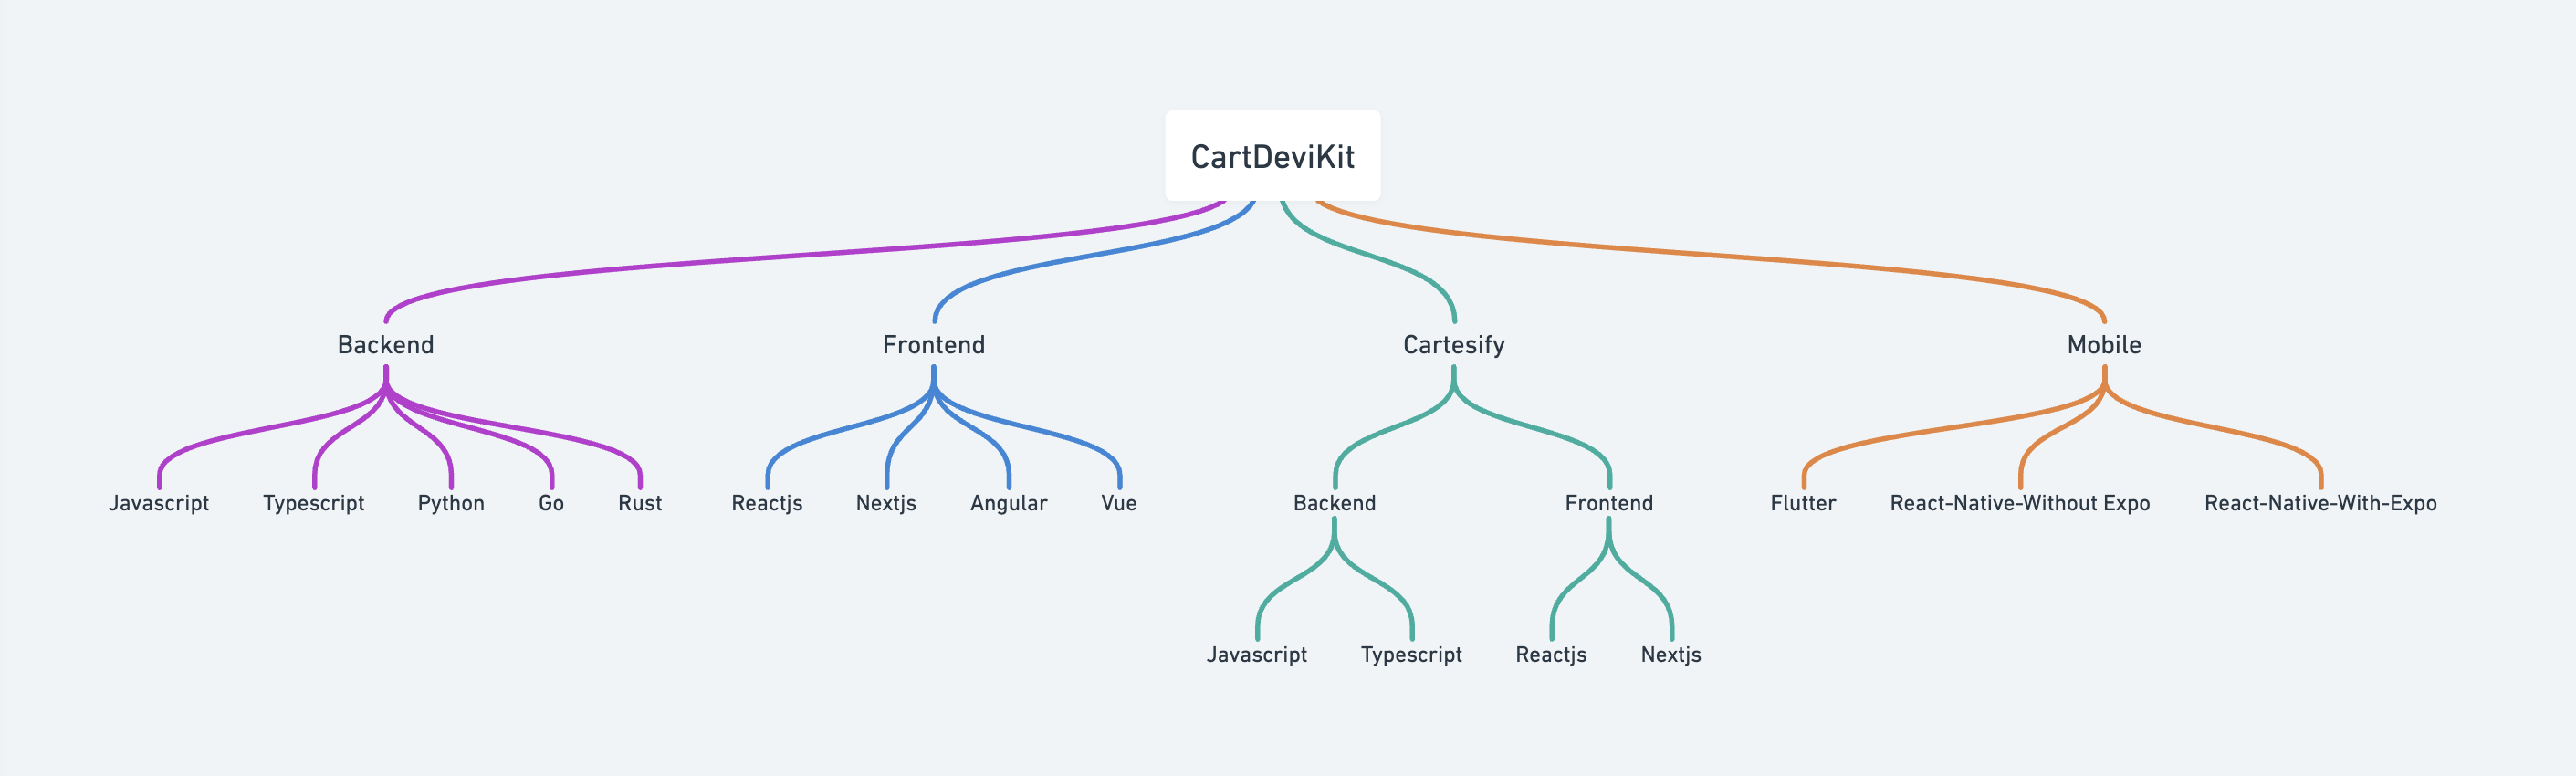 CartDeviKit
Backend
Frontend
Cartesify
Mobile
Javascript
Typescript
Python
Go
Rust
Reactjs
Nextjs
Angular
Vue
Backend
Frontend
Flutter
React-Native-Without Expo
React-Native-With-Expo
Javascript
Typescript
Reactjs
Nextjs